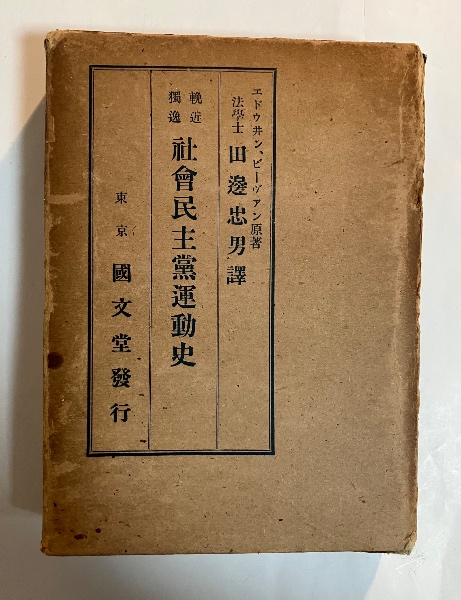 エドウ井ン、ビーヴァン原著
法學士 田邊忠男譯
輓近獨逸 社會民主黨運動史
東京 國文堂發行